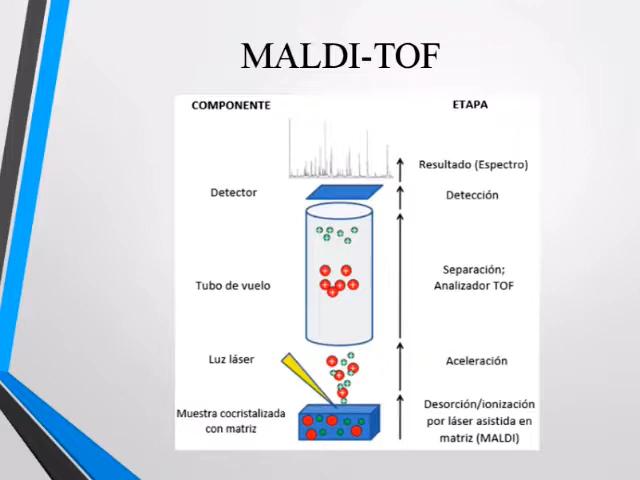 MALDI-TOF
COMPONENTE
ETAPA
Resultado (Espectro)
Detector
Detección
Tubo de vuelo
Separación;
Analizador TOF
Luz láser
Aceleración
Muestra cocristalizada
con matriz
Desorción/ionización
por láser asistida en
matriz (MALDI)